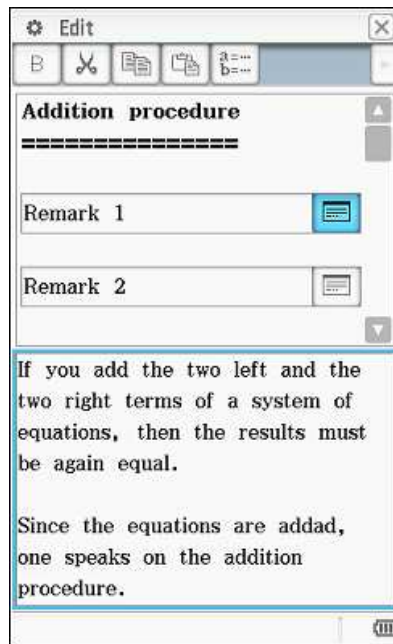 Edit
B
a=…
b=…
Addition procedure
===============
Remark 1
Remark 2
If you add the two left and the
two right terms of a system of
equations, then the results must
be again equal.
Since the equations are addad,
one speaks on the addition
procedure.